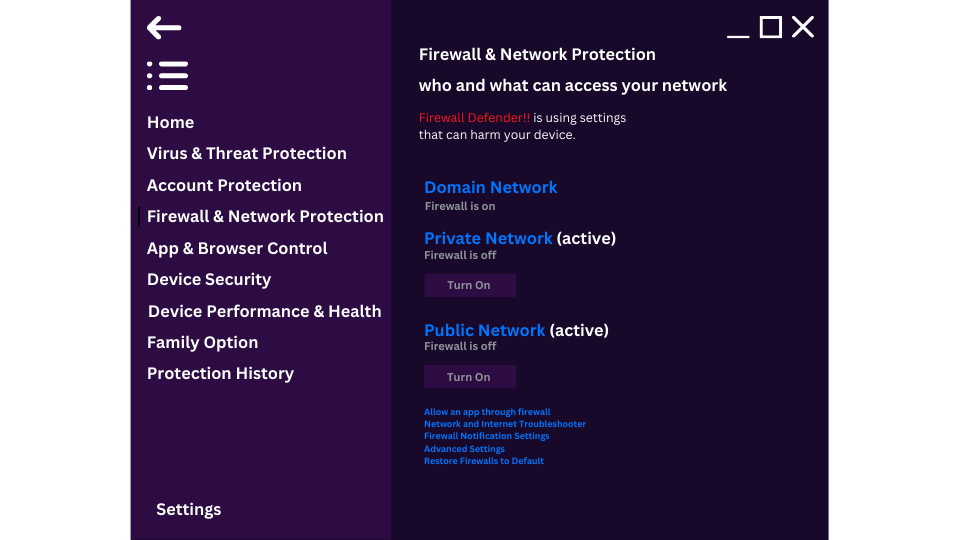 Home
Virus & Threat Protection
Account Protection
Firewall & Network Protection
App & Browser Control
Device Security
Device Performance & Health
Family Option
Protection History
Settings
Firewall & Network Protection
who and what can access your network
Firewall Defender!! is using settings
that can harm your device.
Domain Network
Firewall is on
Private Network (active)
Firewall is off
Turn On
Public Network (active)
Firewall is off
Turn On
Allow an app through firewall
Network and Internet Troubleshooter
Firewall Notification Settings
Advanced Settings
Restore Firewalls to Default